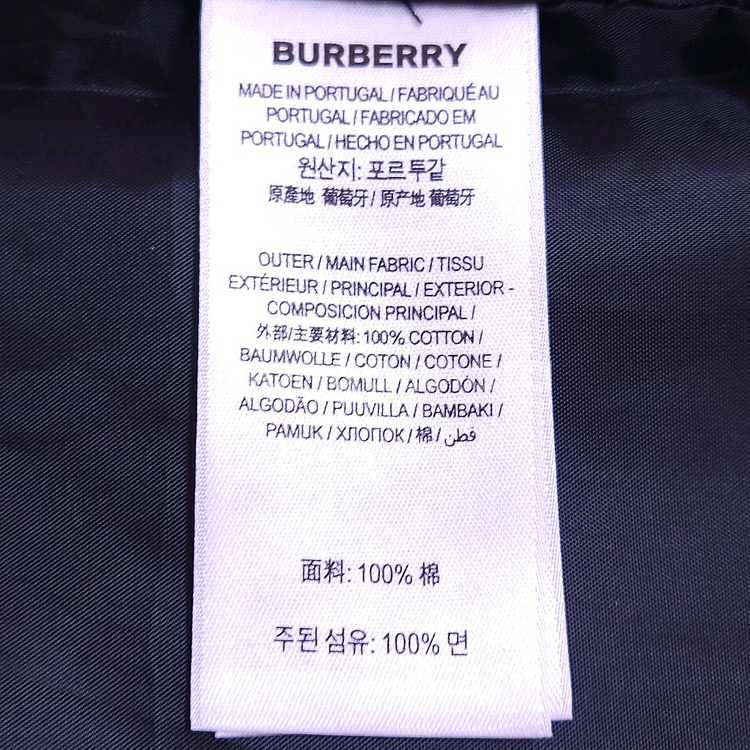 BURBERRY
MADE IN PORTUGAL / FABRIQUÉ AU
PORTUGAL / FABRICADO EM
PORTUGAL / HECHO EN PORTUGAL
원산지: 포르투갈
原產地 葡萄牙 / 原产地 葡萄牙
OUTER / MAIN FABRIC / TISSU
EXTÉRIEUR / PRINCIPAL / EXTERIOR -
COMPOSICION PRINCIPAL /
外部/主要材料: 100% COTTON /
BAUMWOLLE / COTON / COTONE /
KATOEN / BOMULL / ALGODÓN /
ALGODÃO / PUUVILLA / BAMBAKI /
PAMUK / ХЛОПОК / 棉 / قطن
面料: 100% 棉
주된 섬유: 100% 면